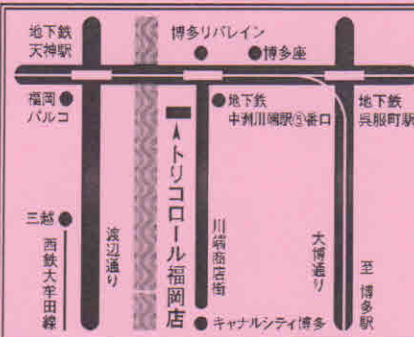 地下鉄
天神駅
博多リバレイン
博多座
福岡
パルコ
地下鉄
中洲川端駅⑤番口
地下鉄
呉服町駅
▲トリコロール福岡店
三越
西鉄大牟田線
渡辺通り
川端商店街
大博通り
至 博多駅
キャナルシティ博多